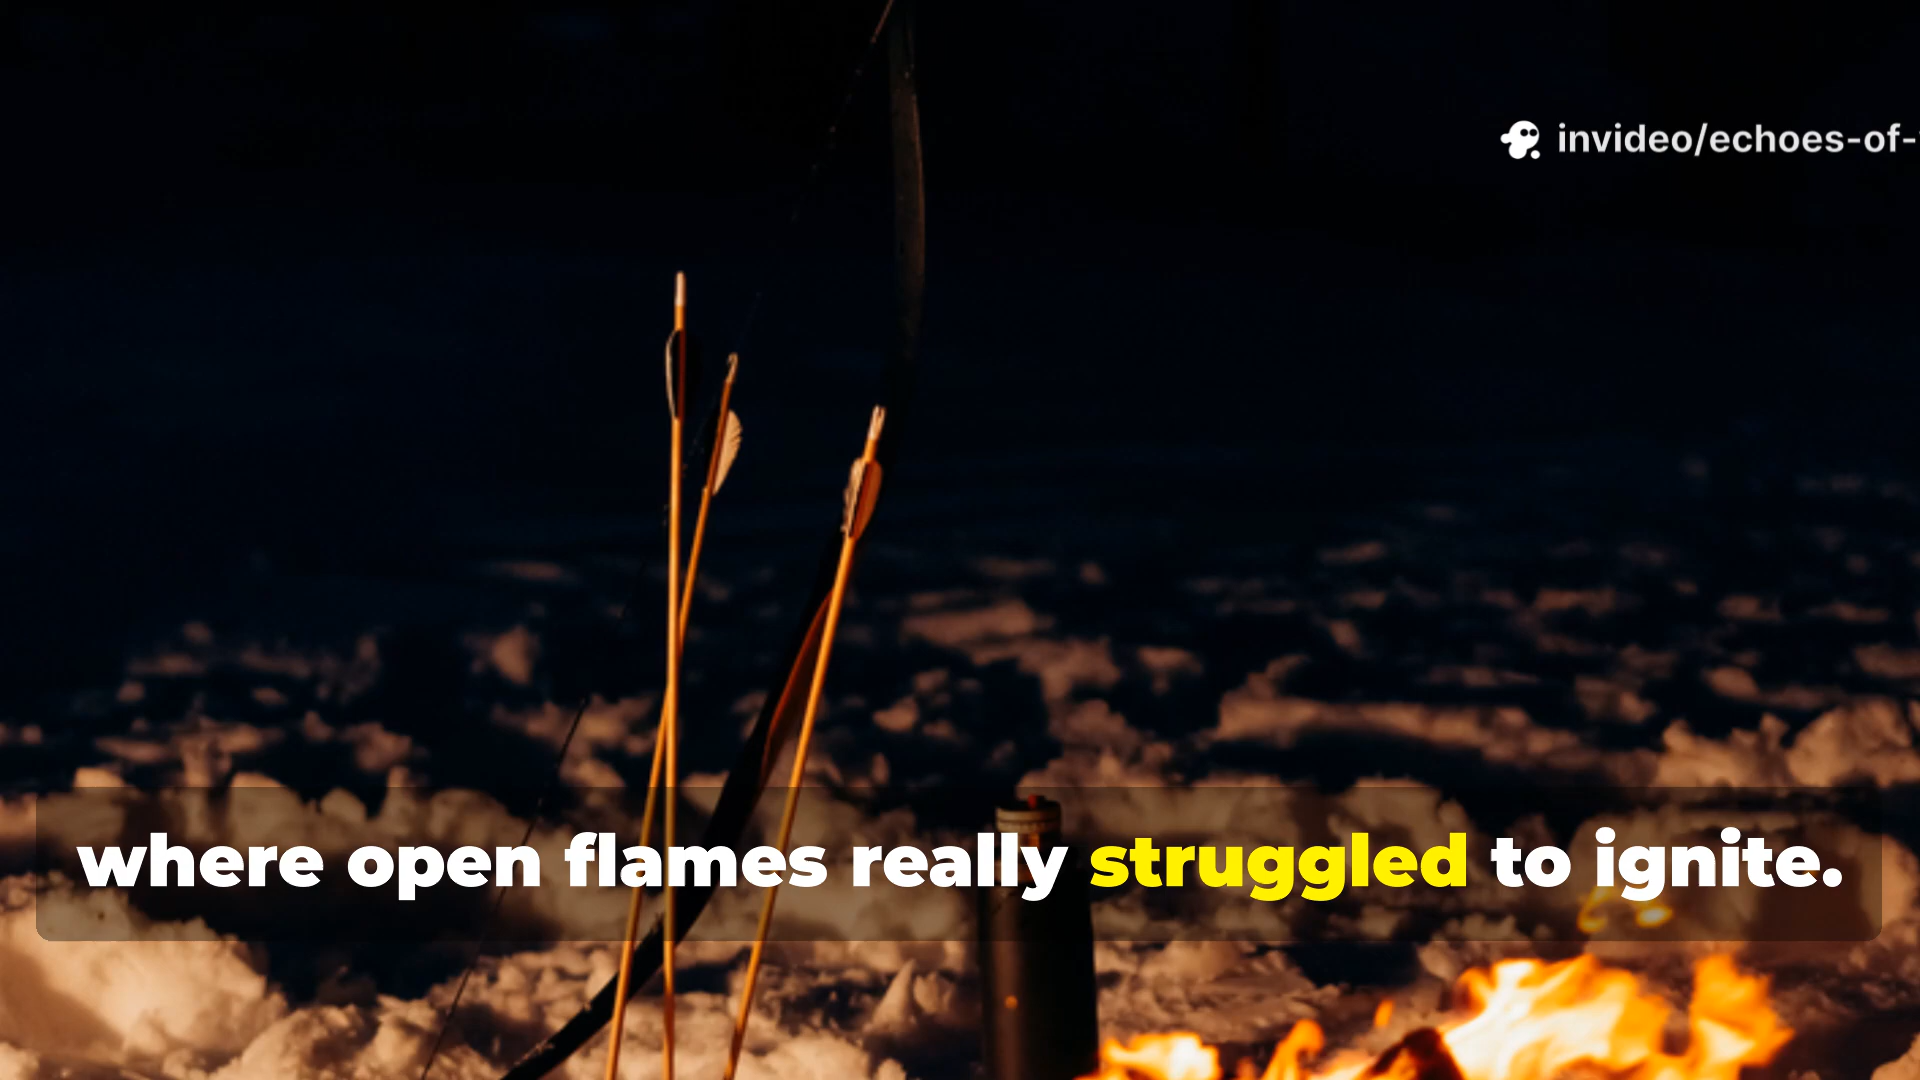 invideo/echoes-of-
where open flames really struggled to ignite.